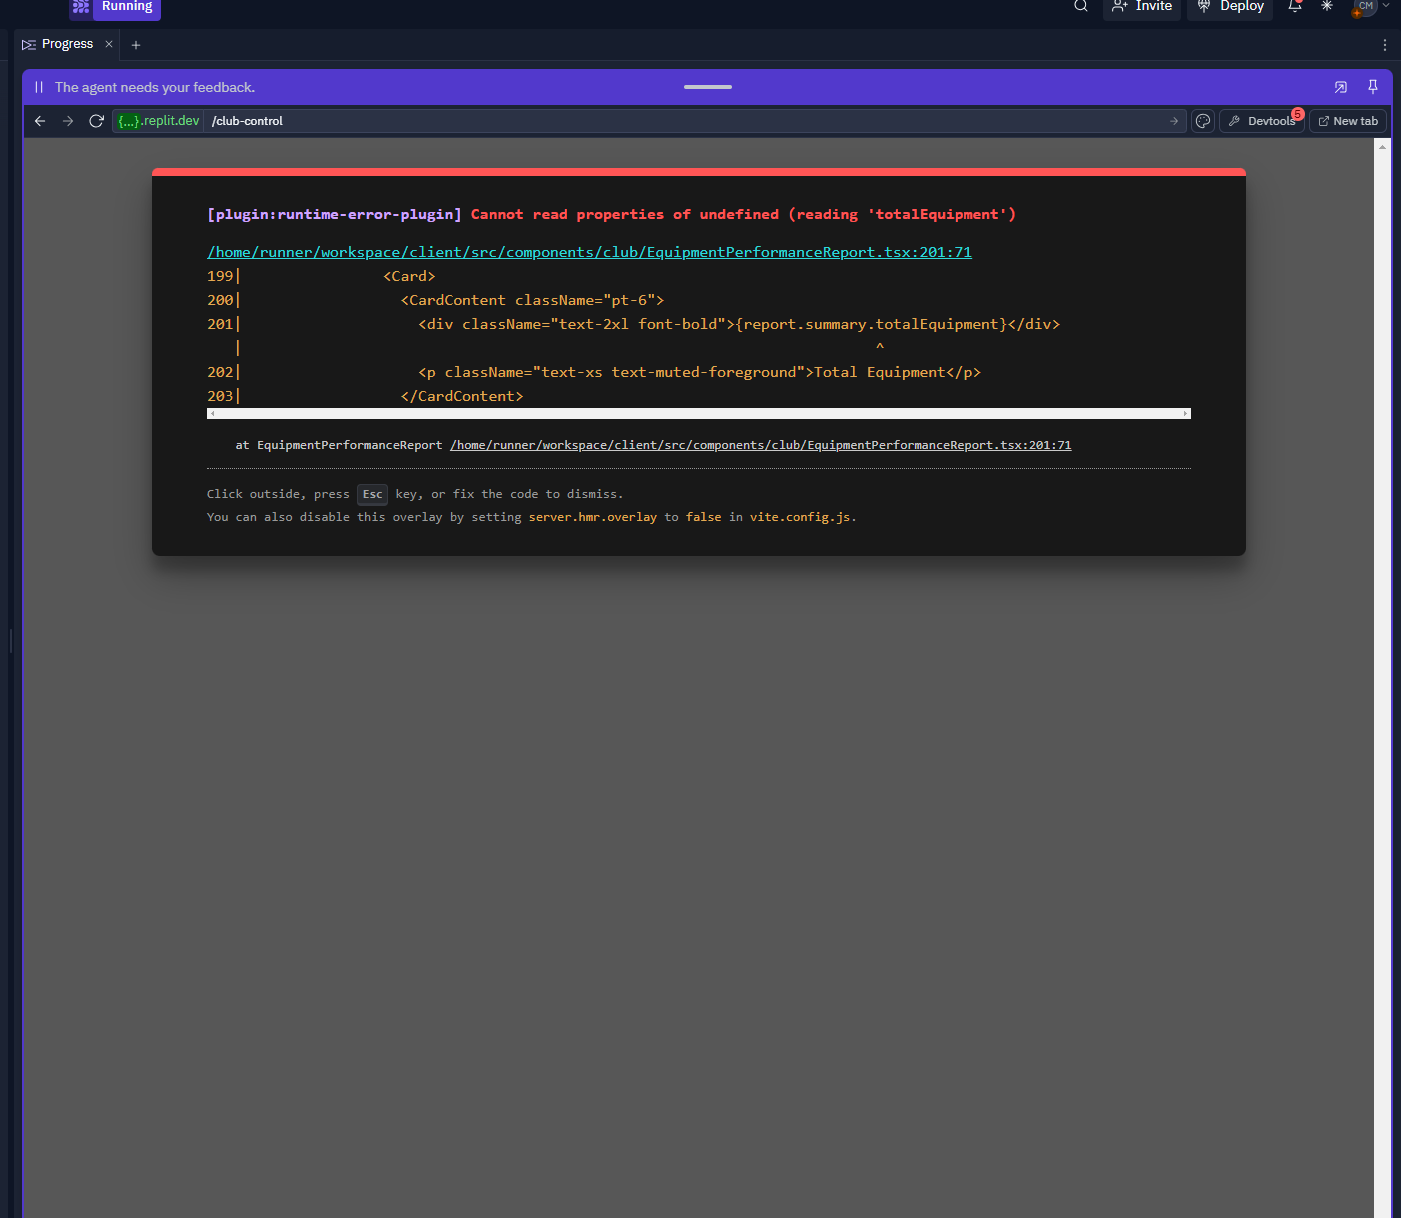 Running
Invite
Deploy
CM
Progress
The agent needs your feedback.
{...}.replit.dev /club-control
Devtools 5
New tab
[plugin:runtime-error-plugin] Cannot read properties of undefined (reading 'totalEquipment')
/home/runner/workspace/client/src/components/club/EquipmentPerformanceReport.tsx:201:71
199| <Card>
200| <CardContent className="pt-6">
201| <div className="text-2xl font-bold">{report.summary.totalEquipment}</div>
| ^
202| <p className="text-xs text-muted-foreground">Total Equipment</p>
203| </CardContent>
at EquipmentPerformanceReport /home/runner/workspace/client/src/components/club/EquipmentPerformanceReport.tsx:201:71
Click outside, press Esc key, or fix the code to dismiss.
You can also disable this overlay by setting server.hmr.overlay to false in vite.config.js.